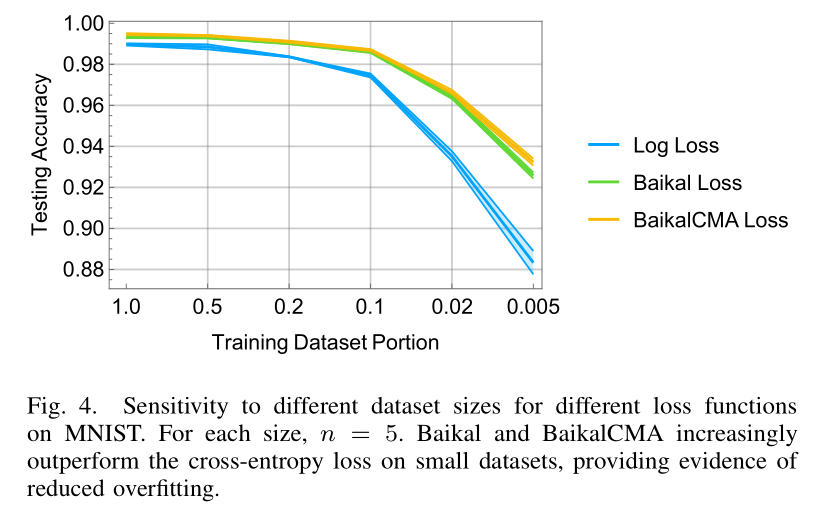 1.00
0.98
0.96
0.94
0.92
0.90
0.88
Testing Accuracy
1.0 0.5 0.2 0.1 0.02 0.005
Training Dataset Portion
Log Loss
Baikal Loss
BaikalCMA Loss
Fig. 4. Sensitivity to different dataset sizes for different loss functions
on MNIST. For each size, n = 5. Baikal and BaikalCMA increasingly
outperform the cross-entropy loss on small datasets, providing evidence of
reduced overfitting.